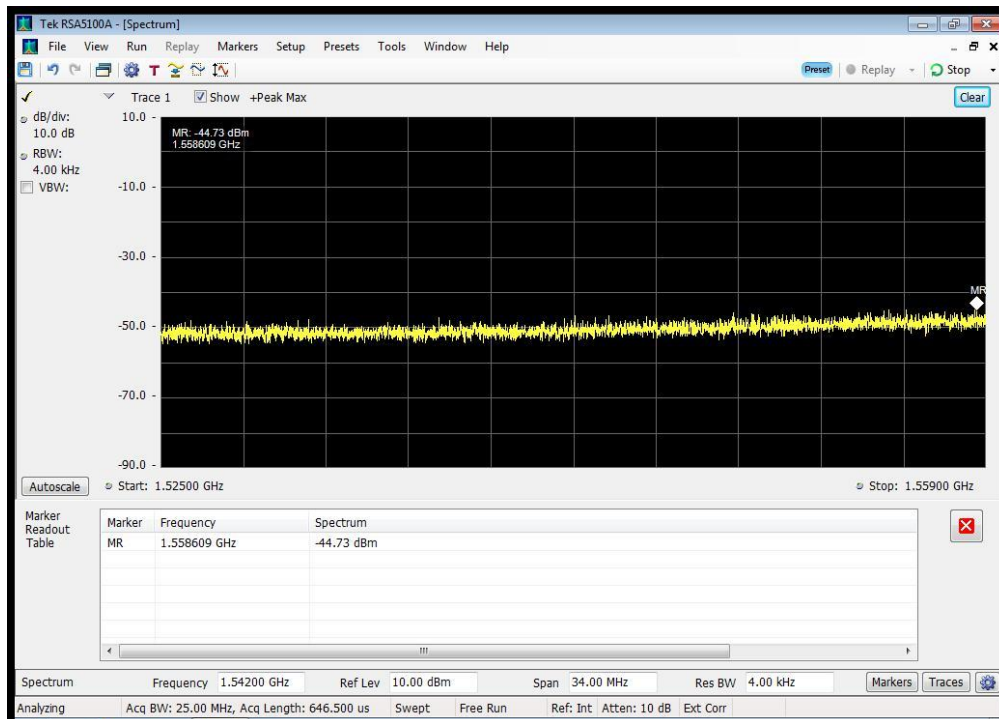 Tek RSA5100A - [Spectrum]
File View Run Replay Markers Setup Presets Tools Window Help
T Preset Replay Stop
Trace 1 Show +Peak Max Clear
dB/div:
10.0 dB
RBW:
4.00 kHz
VBW:
10.0 -
-10.0 -
-30.0 -
-50.0 -
-70.0 -
-90.0 -
MR: -44.73 dBm
1.558609 GHz
MR
Autoscale Start: 1.52500 GHz Stop: 1.55900 GHz
Marker
Readout
Table
Marker Frequency Spectrum
MR 1.558609 GHz -44.73 dBm
Spectrum Frequency 1.54200 GHz Ref Lev 10.00 dBm Span 34.00 MHz Res BW 4.00 kHz Markers Traces
Analyzing Acq BW: 25.00 MHz, Acq Length: 646.500 us Swept Free Run Ref: Int Atten: 10 dB Ext Corr